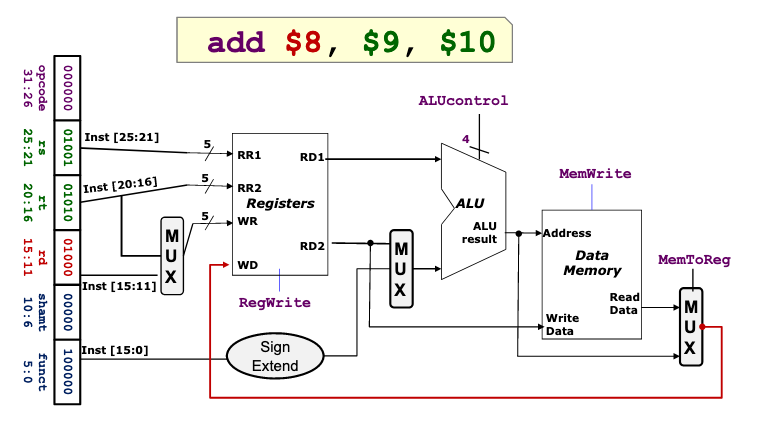 add $8, $9, $10
ALUcontrol
4
opcode
31:26
000000
rs
25:21
01001
rt
20:16
01010
rd
15:11
01000
shamt
10:6
00000
funct
5:0
100000
Inst [25:21]
5
Inst [20:16]
5
5
MUX
Inst [15:11]
Inst [15:0]
RR1
RR2
WR
WD
Registers
RD1
RD2
RegWrite
Sign
Extend
MUX
ALU
ALU
result
MemWrite
Address
Data
Memory
Read
Data
Write
Data
MemToReg
MUX